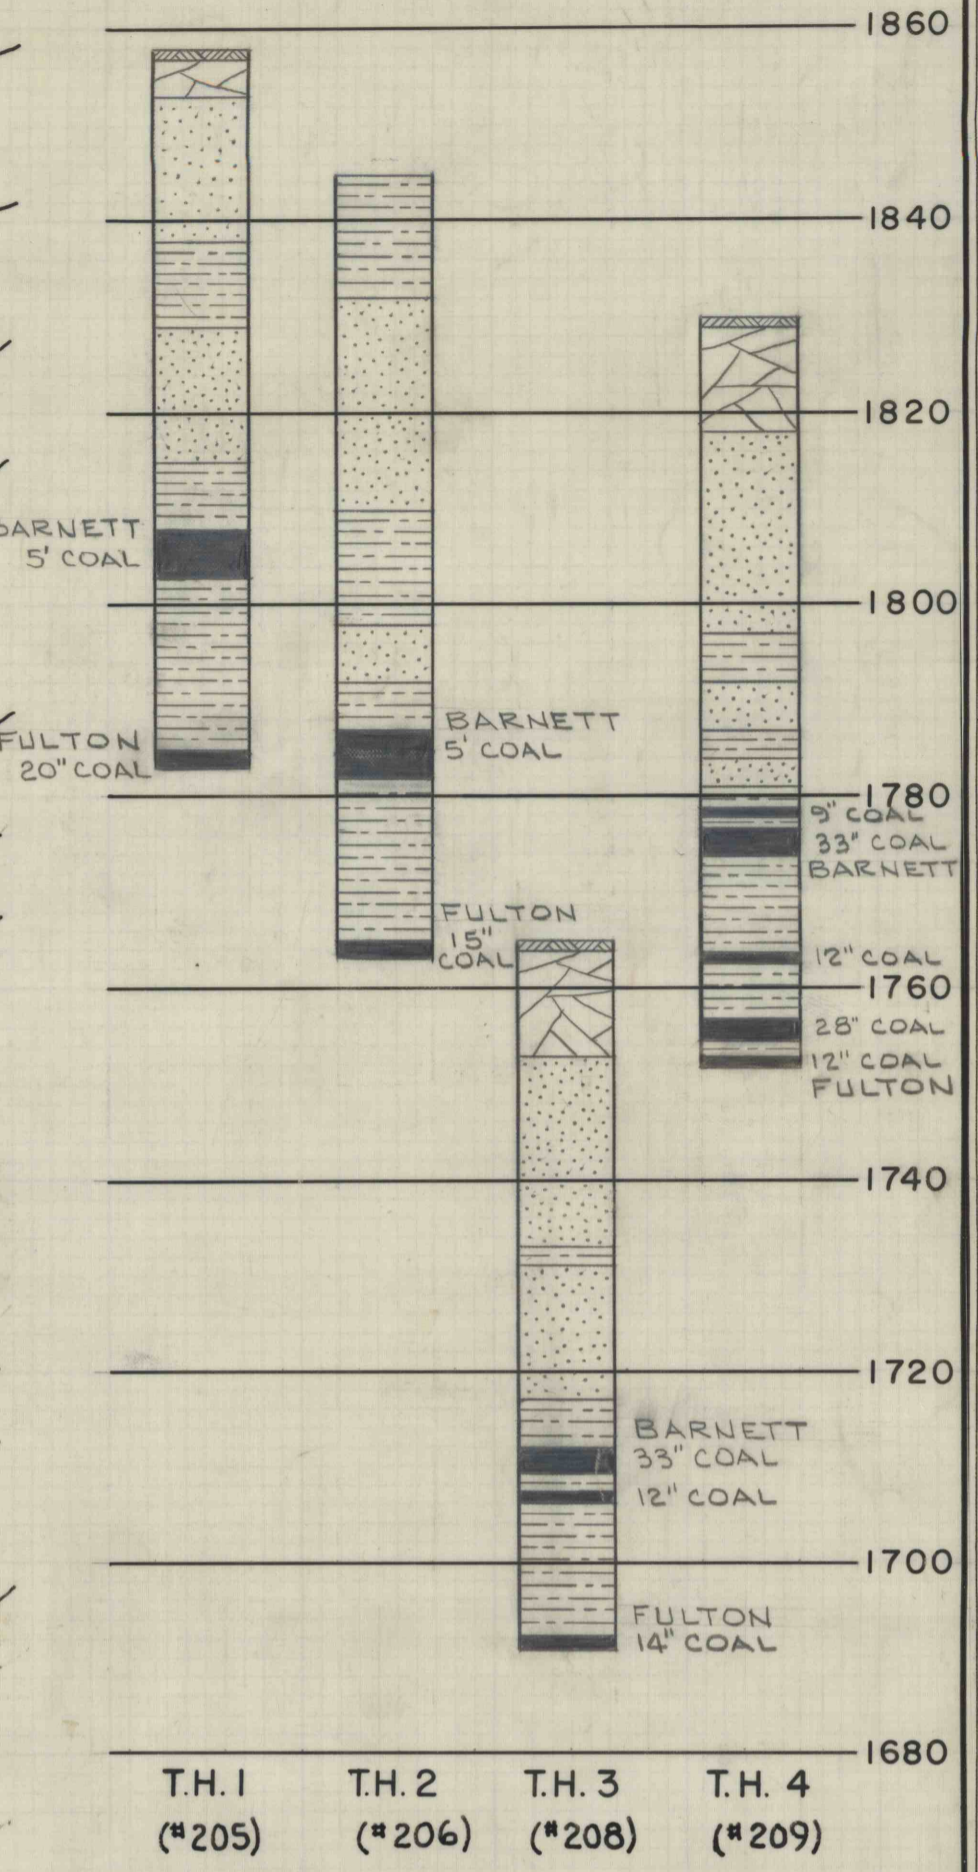 1860
1840
1820
BARNETT
5' COAL
1800
FULTON
20" COAL
BARNETT
5' COAL
1780
9" COAL
33" COAL
BARNETT
FULTON
15"
COAL
12" COAL
1760
28" COAL
12" COAL
FULTON
1740
1720
BARNETT
33" COAL
12" COAL
1700
FULTON
14" COAL
1680
T.H. 1
(#205)
T.H. 2
(#206)
T.H. 3
(#208)
T.H. 4
(#209)